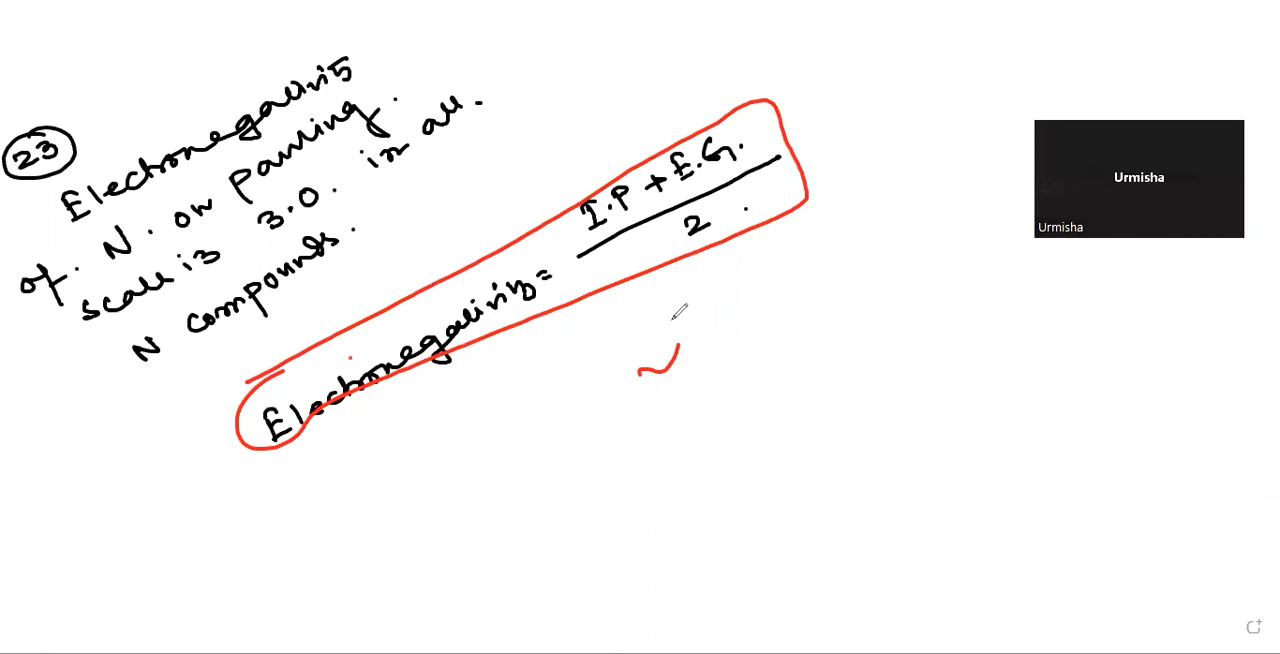 23
Electronegativity
of N. on pauling.
scale is 3.0. in all.
N compounds.
Electronegativity = I.P + E.G.
2
Urmisha
Urmisha